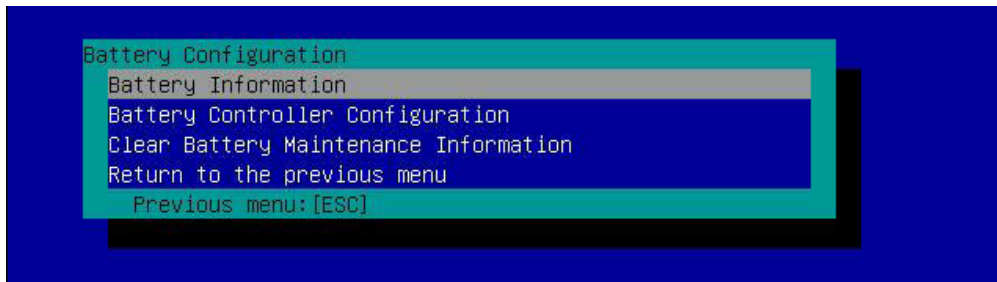 Battery Configuration
Battery Information
Battery Controller Configuration
Clear Battery Maintenance Information
Return to the previous menu
Previous menu:[ESC]